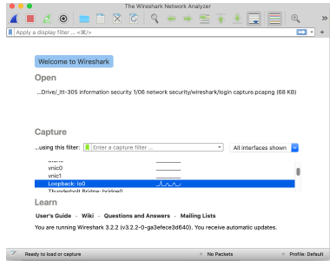 The Wireshark Network Analyzer
Apply a display filter ... <⌘/>
Welcome to Wireshark
Open
...Drive/_itt-306 information security 1/06 network security/wireshark/login capture.pcapng (68 KB)
Capture
...using this filter: Enter a capture filter ... All interfaces shown
vnic0
vnic1
Loopback: lo0
Thunderbolt Bridge: bridge0
Learn
User's Guide · Wiki · Questions and Answers · Mailing Lists
You are running Wireshark 3.2.2 (v3.2.2-0-ga3efece3d640). You receive automatic updates.
Ready to load or capture No Packets Profile: Default